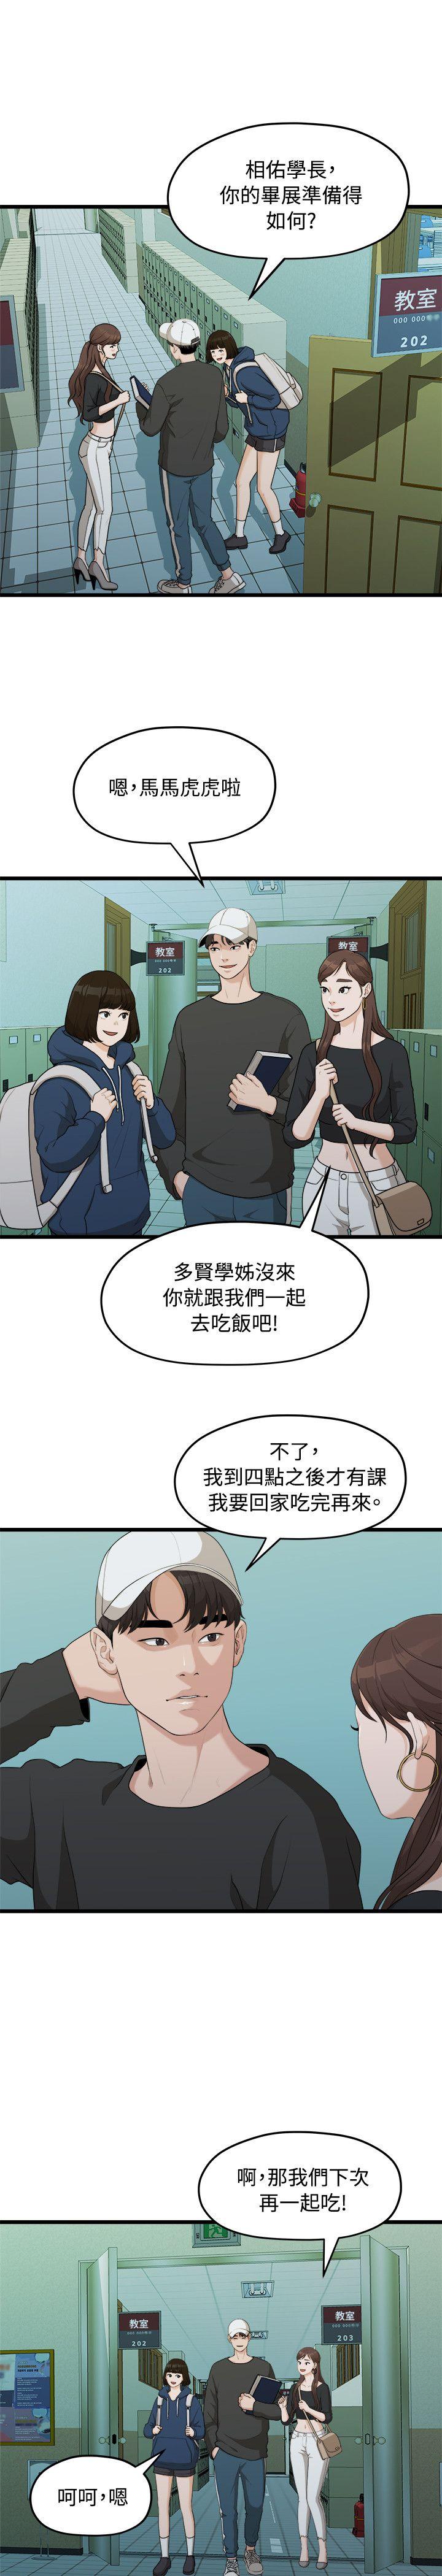 相佑學長，
你的畢展準備得
如何?
教室
202
嗯，馬馬虎虎啦
教室
202
教室
多賢學姊沒來
你就跟我們一起
去吃飯吧!
不了，
我到四點之後才有課
我要回家吃完再來。
啊，那我們下次
再一起吃!
教室
202
教室
203
呵呵，嗯